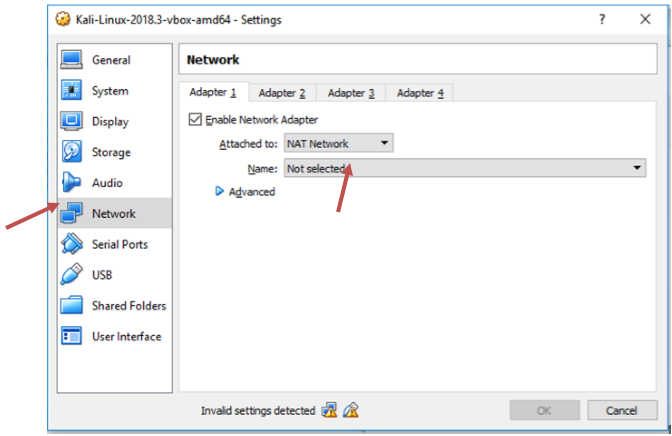 Kali-Linux-2018.3-vbox-amd64 - Settings
?
General
System
Display
Storage
Audio
Network
Serial Ports
USB
Shared Folders
User Interface
Network
Adapter 1 Adapter 2 Adapter 3 Adapter 4
Enable Network Adapter
Attached to: NAT Network
Name: Not selected
Advanced
Invalid settings detected
OK Cancel